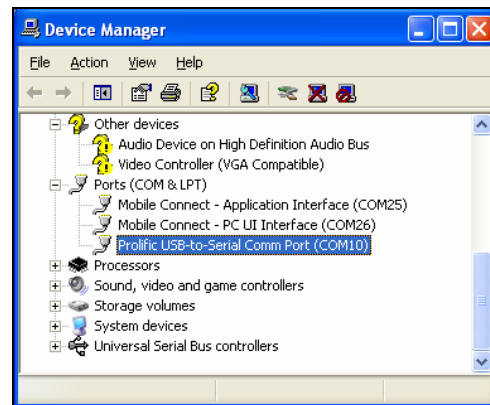 Device Manager
File Action View Help
Other devices
Audio Device on High Definition Audio Bus
Video Controller (VGA Compatible)
Ports (COM & LPT)
Mobile Connect - Application Interface (COM25)
Mobile Connect - PC UI Interface (COM26)
Prolific USB-to-Serial Comm Port (COM10)
Processors
Sound, video and game controllers
Storage volumes
System devices
Universal Serial Bus controllers